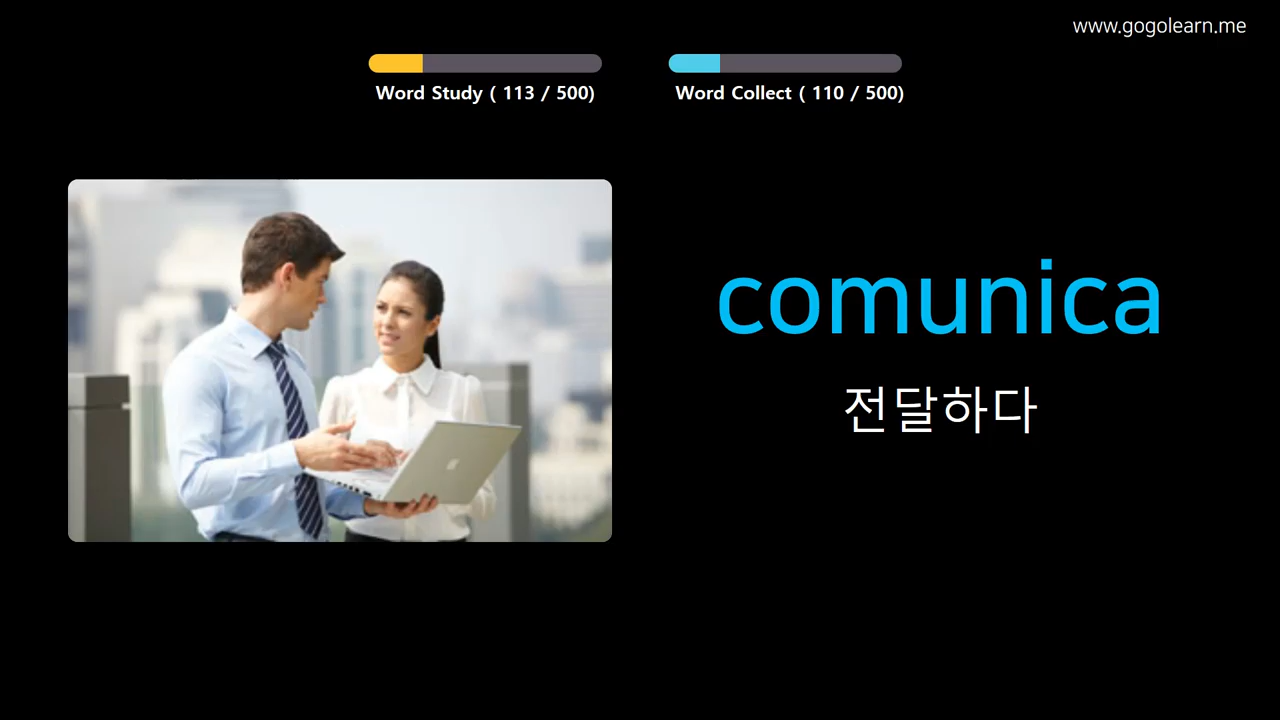 www.gogolearn.me
Word Study ( 113 / 500)
Word Collect ( 110 / 500)
comunica
전달하다